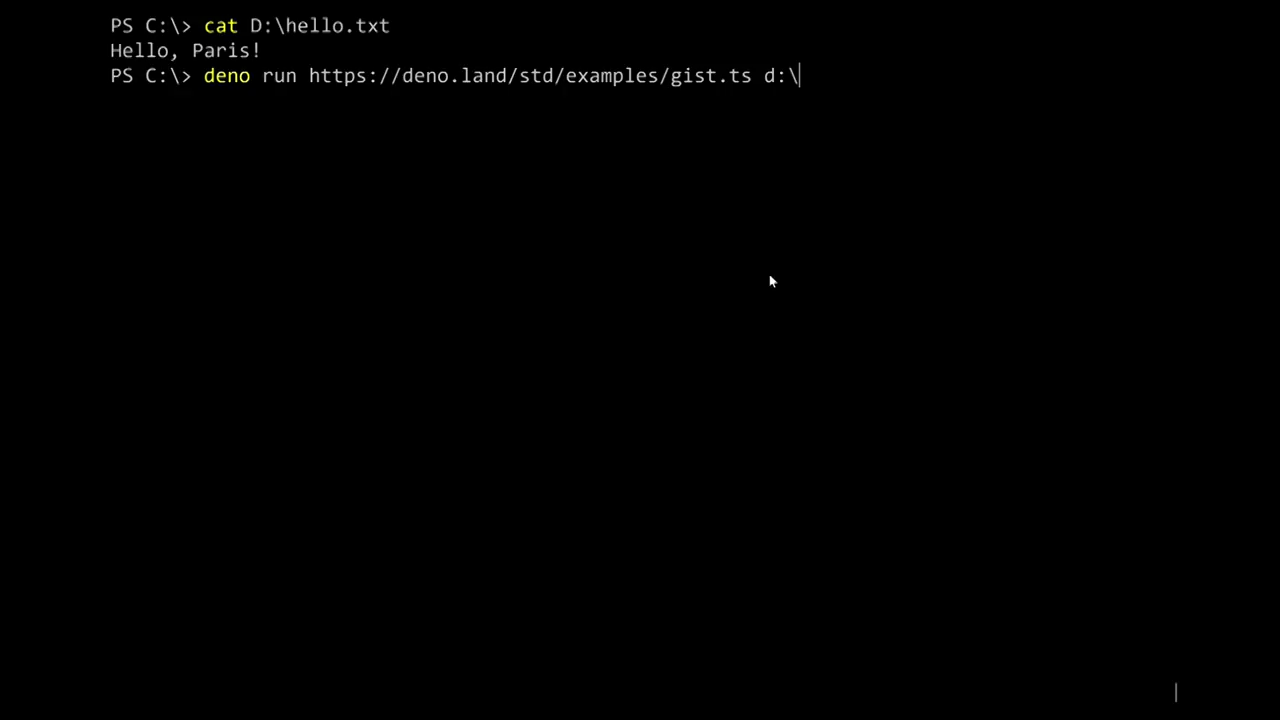 PS C:\> cat D:\hello.txt
Hello, Paris!
PS C:\> deno run https://deno.land/std/examples/gist.ts d:\